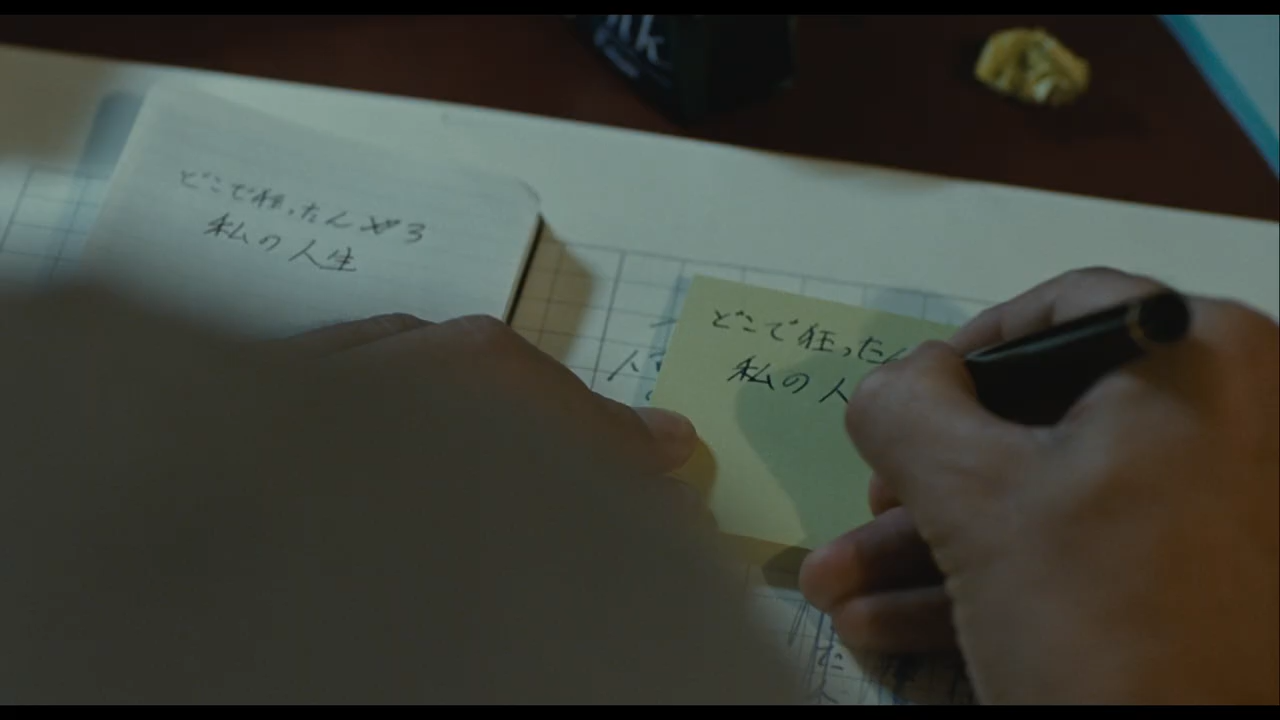 どこで狂ったんやろ
私の人生
どこで狂ったん
私の人